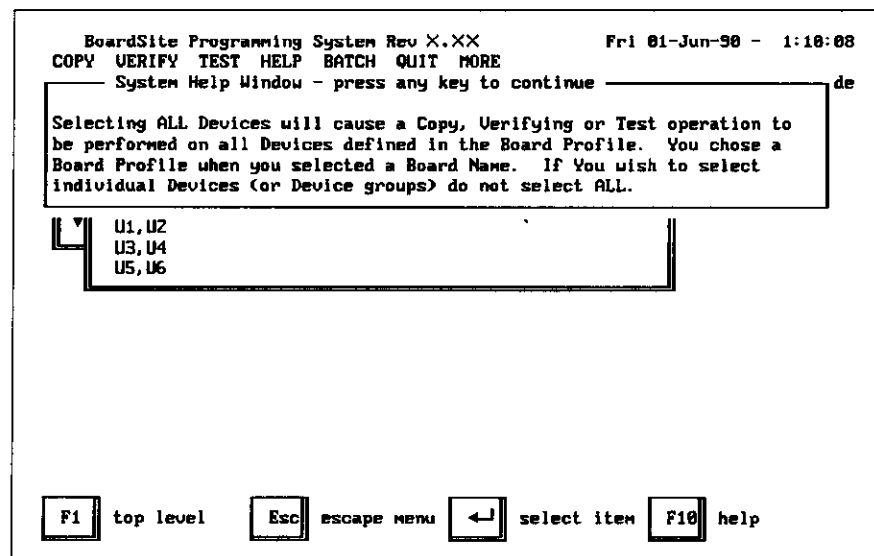 BoardSite Programming System Rev X.XX Fri 01-Jun-90 - 1:10:08
COPY VERIFY TEST HELP BATCH QUIT MORE
System Help Window - press any key to continue de
Selecting ALL Devices will cause a Copy, Verifying or Test operation to
be performed on all Devices defined in the Board Profile. You chose a
Board Profile when you selected a Board Name. If You wish to select
individual Devices (or Device groups) do not select ALL.
U1,U2
U3,U4
U5,U6
F1 top level Esc escape menu ↵ select item F10 help